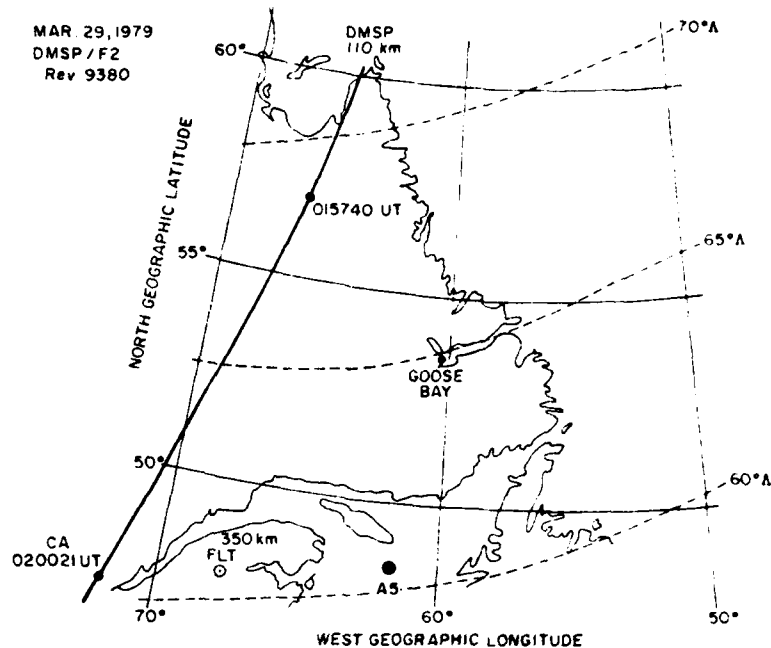 MAR. 29, 1979
DMSP/F2
Rev 9380
DMSP
110 km
60°
70°Λ
015740 UT
NORTH GEOGRAPHIC LATITUDE
55°
65°Λ
GOOSE
BAY
50°
60°Λ
CA
020021 UT
350 km
FLT
A5
70°
60°
50°
WEST GEOGRAPHIC LONGITUDE